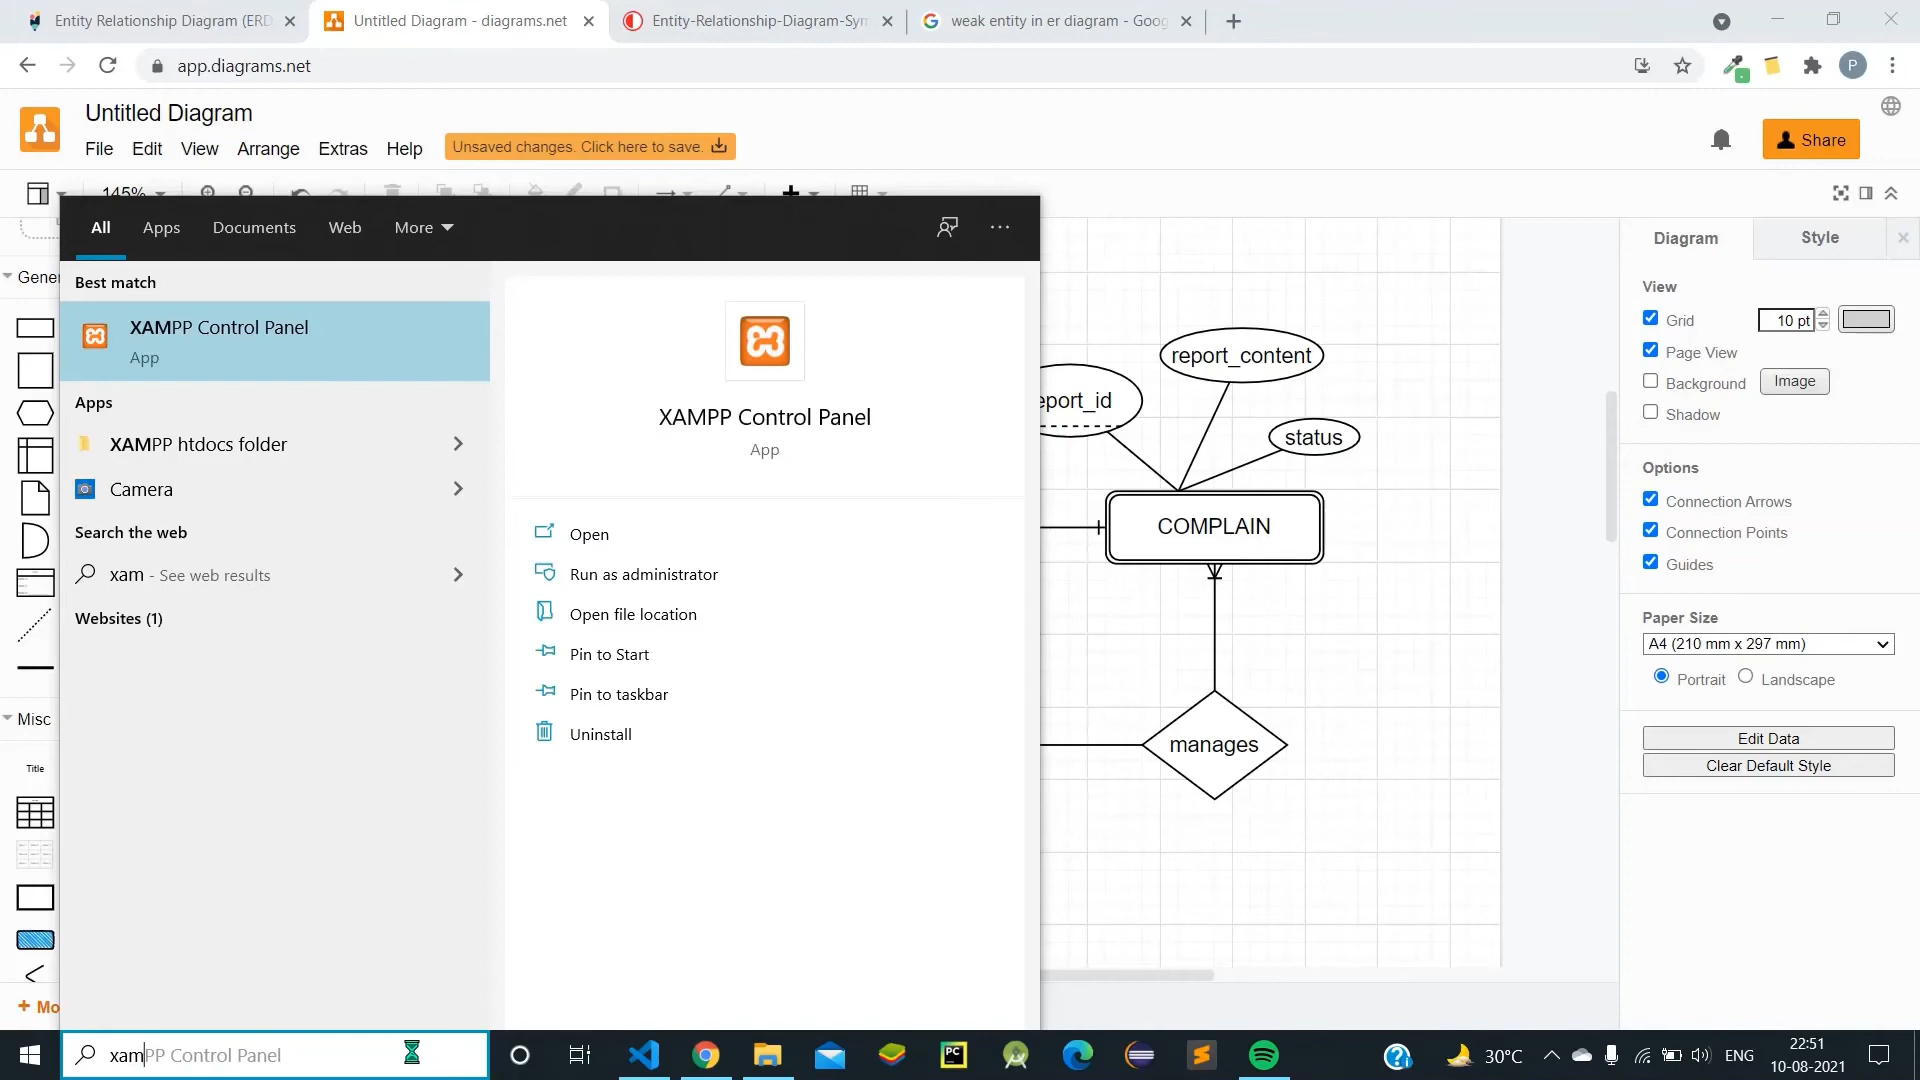 Entity Relationship Diagram (ERD
Untitled Diagram - diagrams.net
Entity-Relationship-Diagram-Sym
weak entity in er diagram - Goog
app.diagrams.net
P
Untitled Diagram
File Edit View Arrange Extras Help
Unsaved changes. Click here to save.
Share
145%
All Apps Documents Web More
Best match
XAMPP Control Panel
App
Apps
XAMPP htdocs folder
Camera
Search the web
xam - See web results
Websites (1)
XAMPP Control Panel
App
Open
Run as administrator
Open file location
Pin to Start
Pin to taskbar
Uninstall
Gener
Misc
Title
+ Mo
report_content
eport_id
status
COMPLAIN
manages
Diagram
Style
View
Grid
10 pt
Page View
Background
Image
Shadow
Options
Connection Arrows
Connection Points
Guides
Paper Size
A4 (210 mm x 297 mm)
Portrait
Landscape
Edit Data
Clear Default Style
xamPP Control Panel
PC
30°C
ENG
22:51
10-08-2021